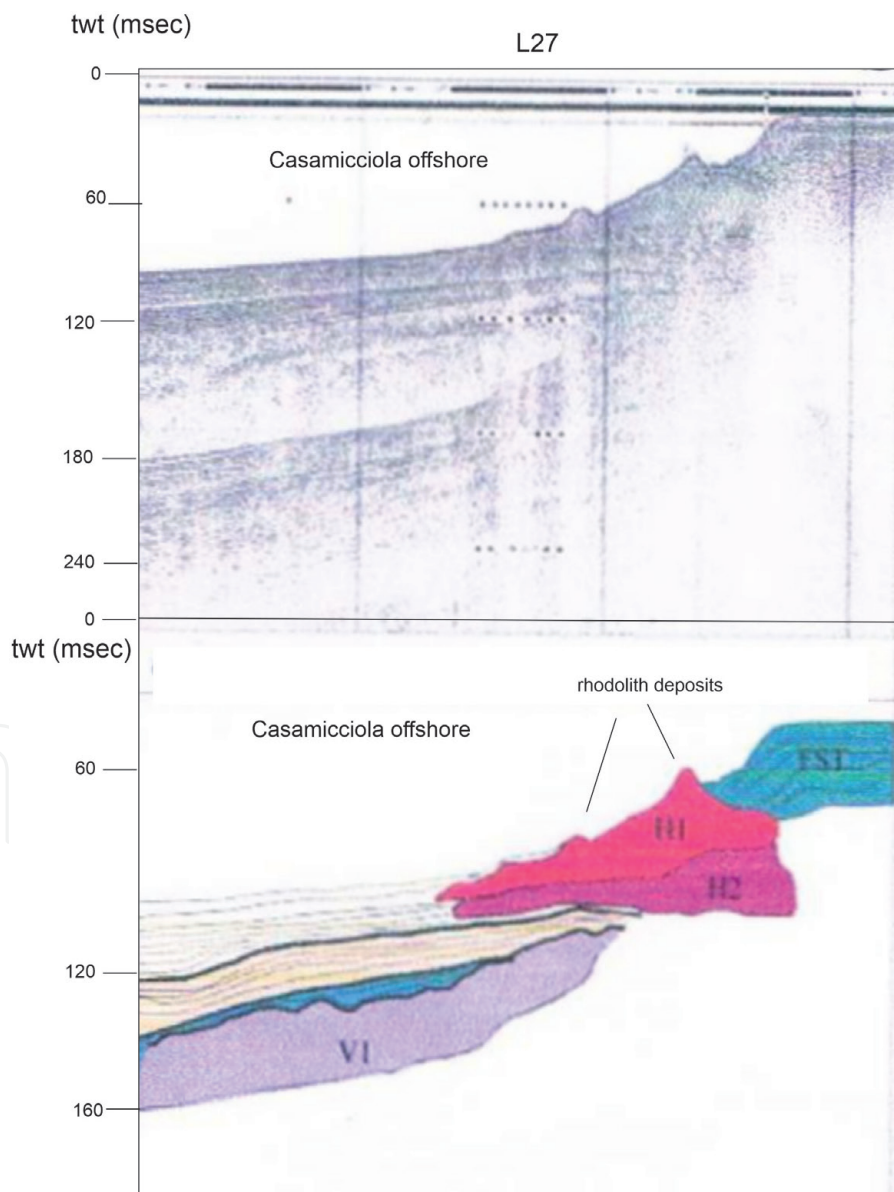 twt (msec)
L27
0
Casamicciola offshore
60
120
180
240
0
twt (msec)
rhodolith deposits
Casamicciola offshore
60
FST
H1
H2
120
V1
160